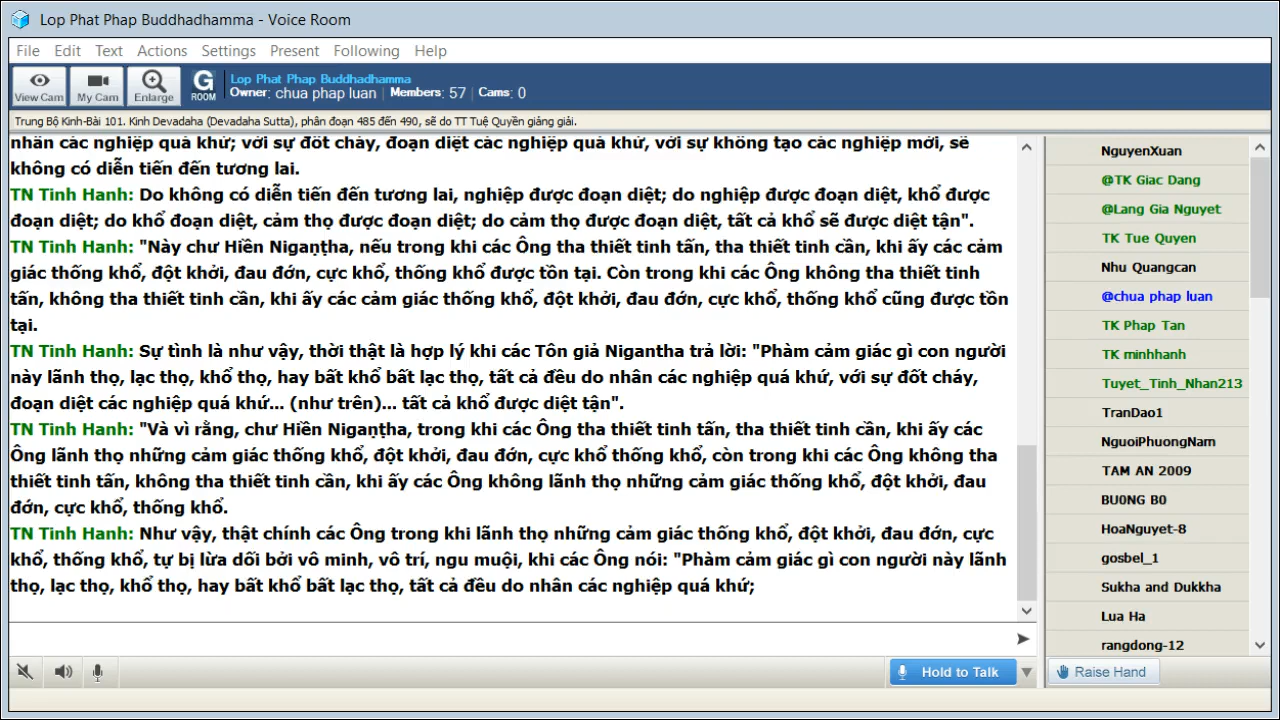 Lop Phat Phap Buddhadhamma - Voice Room
File Edit Text Actions Settings Present Following Help
View Cam My Cam Enlarge G ROOM
Lop Phat Phap Buddhadhamma
Owner: chua phap luan | Members: 57 | Cams: 0
Trung Bộ Kinh-Bài 101. Kinh Devadaha (Devadaha Sutta), phân đoạn 485 đến 490, sẽ do TT Tuệ Quyền giảng giải.
nhân các nghiệp quá khứ; với sự đốt cháy, đoạn diệt các nghiệp quá khứ, với sự không tạo các nghiệp mới, sẽ
không có diễn tiến đến tương lai.
TN Tinh Hanh: Do không có diễn tiến đến tương lai, nghiệp được đoạn diệt; do nghiệp được đoạn diệt, khổ được
đoạn diệt; do khổ đoạn diệt, cảm thọ được đoạn diệt; do cảm thọ được đoạn diệt, tất cả khổ sẽ được diệt tận".
TN Tinh Hanh: "Này chư Hiền Nigaṇṭha, nếu trong khi các Ông tha thiết tinh tấn, tha thiết tinh cần, khi ấy các cảm
giác thống khổ, đột khởi, đau đớn, cực khổ, thống khổ được tồn tại. Còn trong khi các Ông không tha thiết tinh
tấn, không tha thiết tinh cần, khi ấy các cảm giác thống khổ, đột khởi, đau đớn, cực khổ, thống khổ cũng được tồn
tại.
TN Tinh Hanh: Sự tình là như vậy, thời thật là hợp lý khi các Tôn giả Nigantha trả lời: "Phàm cảm giác gì con người
này lãnh thọ, lạc thọ, khổ thọ, hay bất khổ bất lạc thọ, tất cả đều do nhân các nghiệp quá khứ, với sự đốt cháy,
đoạn diệt các nghiệp quá khứ... (như trên)... tất cả khổ được diệt tận".
TN Tinh Hanh: "Và vì rằng, chư Hiền Nigaṇṭha, trong khi các Ông tha thiết tinh tấn, tha thiết tinh cần, khi ấy các
Ông lãnh thọ những cảm giác thống khổ, đột khởi, đau đớn, cực khổ thống khổ, còn trong khi các Ông không tha
thiết tinh tấn, không tha thiết tinh cần, khi ấy các Ông không lãnh thọ những cảm giác thống khổ, đột khởi, đau
đớn, cực khổ, thống khổ.
TN Tinh Hanh: Như vậy, thật chính các Ông trong khi lãnh thọ những cảm giác thống khổ, đột khởi, đau đớn, cực
khổ, thống khổ, tự bị lừa dối bởi vô minh, vô trí, ngu muội, khi các Ông nói: "Phàm cảm giác gì con người này lãnh
thọ, lạc thọ, khổ thọ, hay bất khổ bất lạc thọ, tất cả đều do nhân các nghiệp quá khứ;
Hold to Talk
NguyenXuan
@TK Giac Dang
@Lang Gia Nguyet
TK Tue Quyen
Nhu Quangcan
@chua phap luan
TK Phap Tan
TK minhhanh
Tuyet_Tinh_Nhan213
TranDao1
NguoiPhuongNam
TAM AN 2009
BU0NG B0
HoaNguyet-8
gosbel_1
Sukha and Dukkha
Lua Ha
rangdong-12
Raise Hand